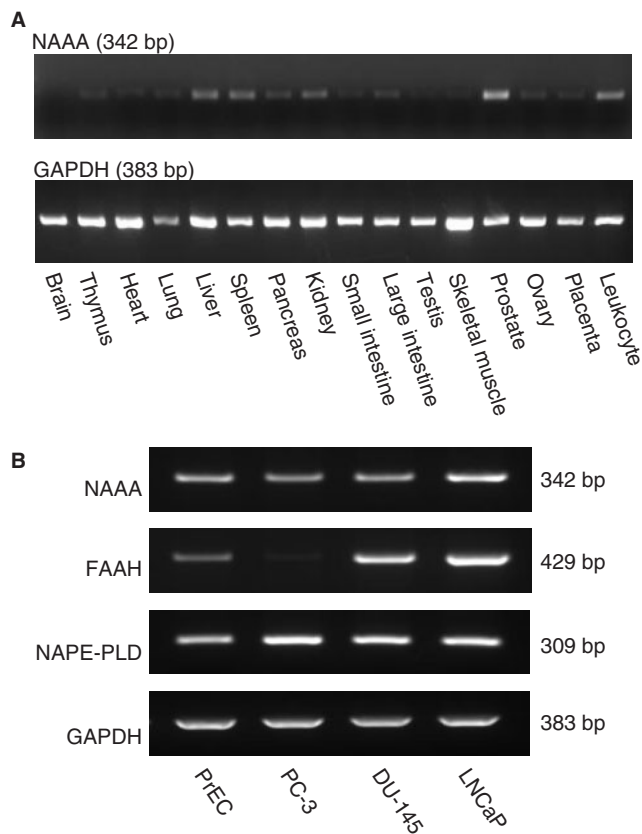 A
NAAA (342 bp)
GAPDH (383 bp)
Brain
Thymus
Heart
Lung
Liver
Spleen
Pancreas
Kidney
Small intestine
Large intestine
Testis
Skeletal muscle
Prostate
Ovary
Placenta
Leukocyte
B
NAAA 342 bp
FAAH 429 bp
NAPE-PLD 309 bp
GAPDH 383 bp
PrEC
PC-3
DU-145
LNCaP